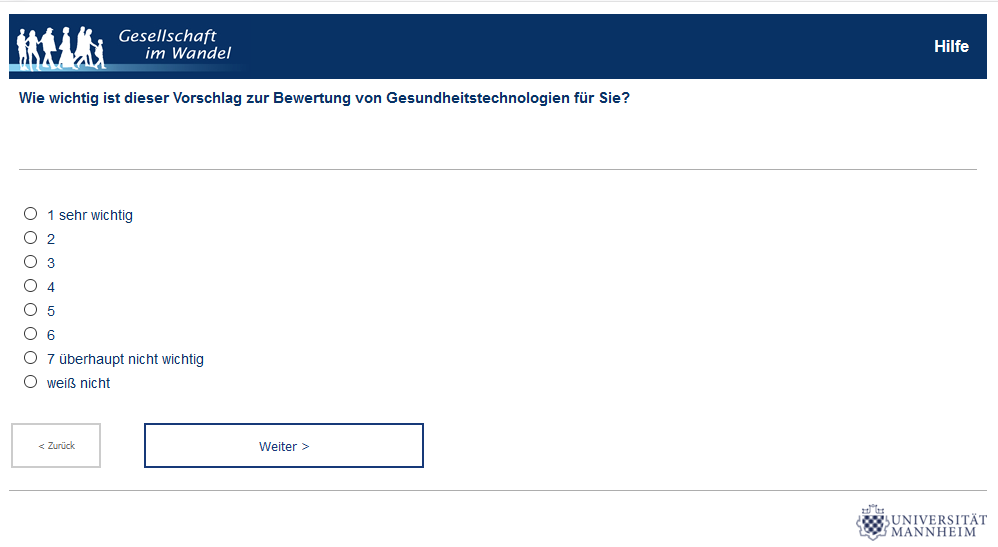 Gesellschaft
im Wandel
Hilfe
Wie wichtig ist dieser Vorschlag zur Bewertung von Gesundheitstechnologien für Sie?
1 sehr wichtig
2
3
4
5
6
7 überhaupt nicht wichtig
weiß nicht
< Zurück
Weiter >
UNIVERSITÄT
MANNHEIM